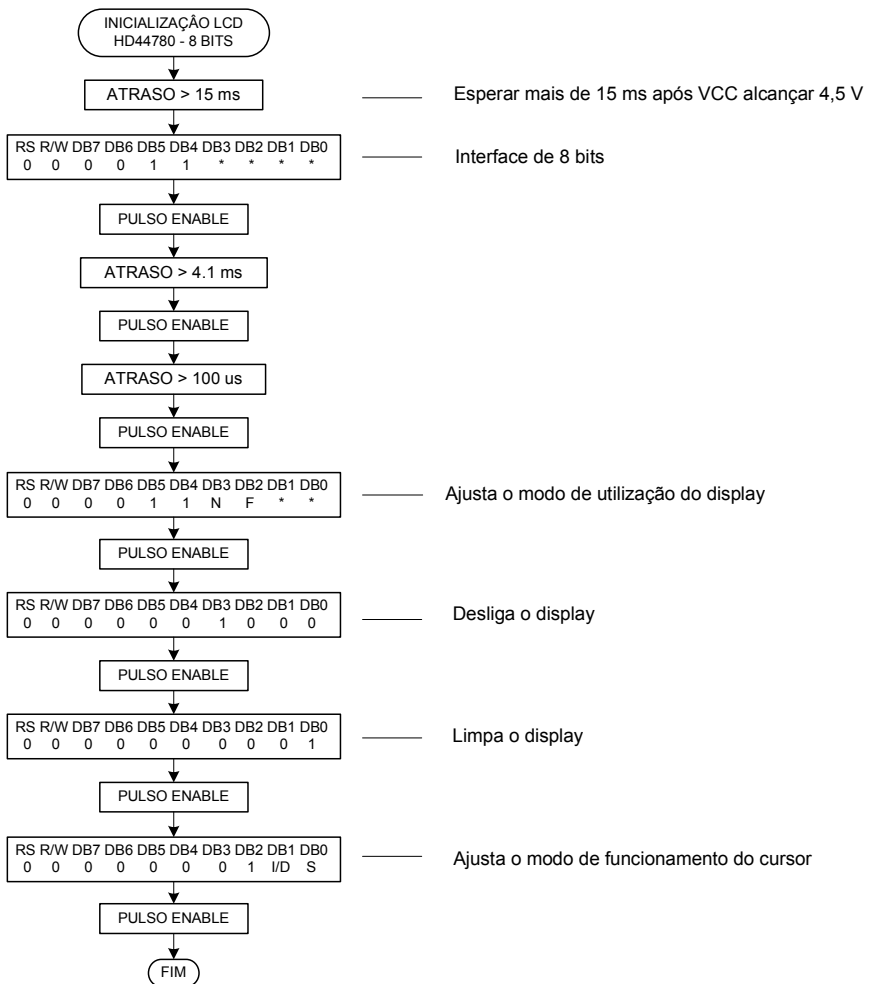 INICIALIZAÇÂO LCD
HD44780 - 8 BITS
ATRASO > 15 ms
Esperar mais de 15 ms após VCC alcançar 4,5 V
RS R/W DB7 DB6 DB5 DB4 DB3 DB2 DB1 DB0
0 0 0 0 1 1 * * * *
Interface de 8 bits
PULSO ENABLE
ATRASO > 4.1 ms
PULSO ENABLE
ATRASO > 100 us
PULSO ENABLE
RS R/W DB7 DB6 DB5 DB4 DB3 DB2 DB1 DB0
0 0 0 0 1 1 N F * *
Ajusta o modo de utilização do display
PULSO ENABLE
RS R/W DB7 DB6 DB5 DB4 DB3 DB2 DB1 DB0
0 0 0 0 0 0 1 0 0 0
Desliga o display
PULSO ENABLE
RS R/W DB7 DB6 DB5 DB4 DB3 DB2 DB1 DB0
0 0 0 0 0 0 0 0 0 1
Limpa o display
PULSO ENABLE
RS R/W DB7 DB6 DB5 DB4 DB3 DB2 DB1 DB0
0 0 0 0 0 0 0 1 I/D S
Ajusta o modo de funcionamento do cursor
PULSO ENABLE
FIM